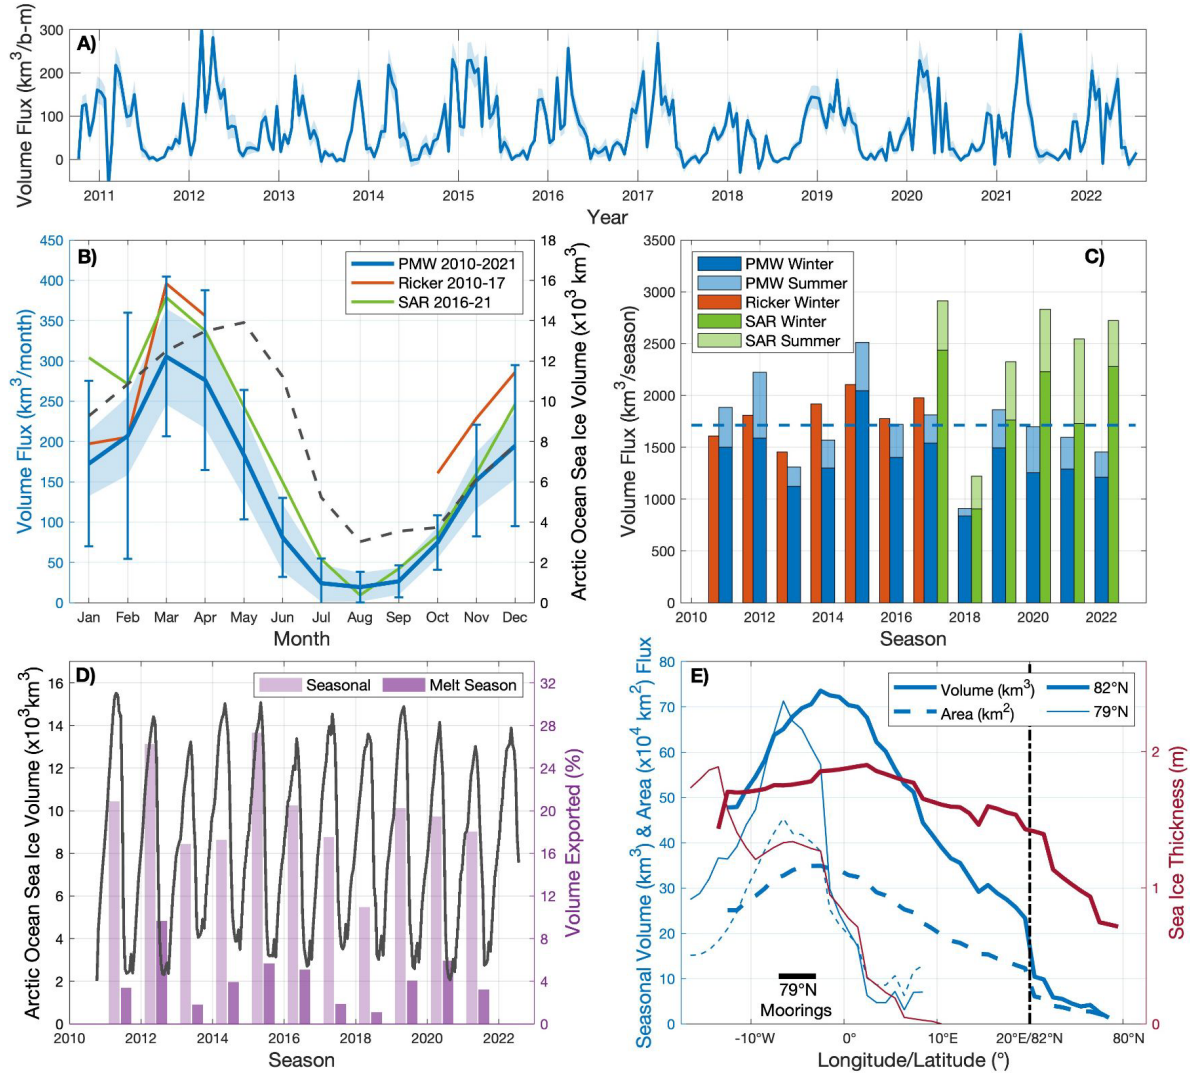 A)
Volume Flux (km³/b-m)
300
200
100
0
2011 2012 2013 2014 2015 2016 2017 2018 2019 2020 2021 2022
Year
B)
Volume Flux (km³/month)
450
400
350
300
250
200
150
100
50
0
PMW 2010-2021
Ricker 2010-17
SAR 2016-21
18
16
14
12
10
8
6
4
2
0
Arctic Ocean Sea Ice Volume (x10³ km³)
Jan Feb Mar Apr May Jun Jul Aug Sep Oct Nov Dec
Month
C)
Volume Flux (km³/season)
3500
3000
2500
2000
1500
1000
500
0
PMW Winter
PMW Summer
Ricker Winter
SAR Winter
SAR Summer
2010 2012 2014 2016 2018 2020 2022
Season
D)
Arctic Ocean Sea Ice Volume (x10³km³)
16
14
12
10
8
6
4
2
0
Seasonal Melt Season
32
28
24
20
16
12
8
4
0
Volume Exported (%)
2010 2012 2014 2016 2018 2020 2022
Season
E)
Seasonal Volume (km³) & Area (x10⁴ km²) Flux
80
70
60
50
40
30
20
10
0
Volume (km³) 82°N
Area (km²) 79°N
79°N
Moorings
2
1
0
Sea Ice Thickness (m)
-10°W 0° 10°E 20°E/82°N 80°N
Longitude/Latitude (°)